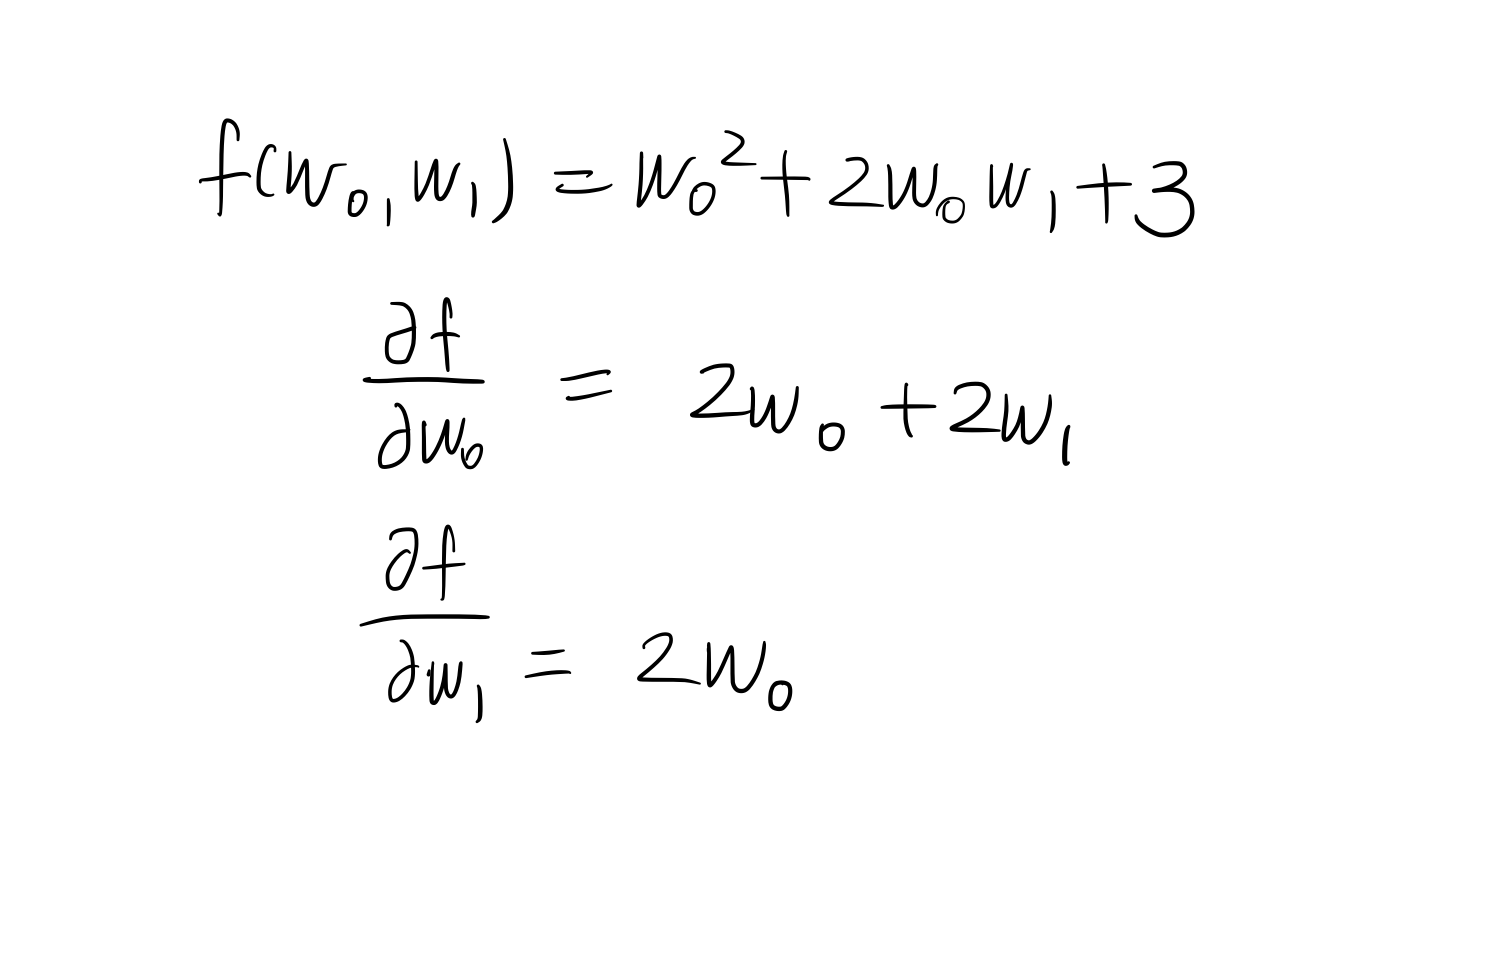 f(w₀, w₁) = w₀² + 2w₀w₁ + 3
∂f/∂w₀ = 2w₀ + 2w₁
∂f/∂w₁ = 2w₀